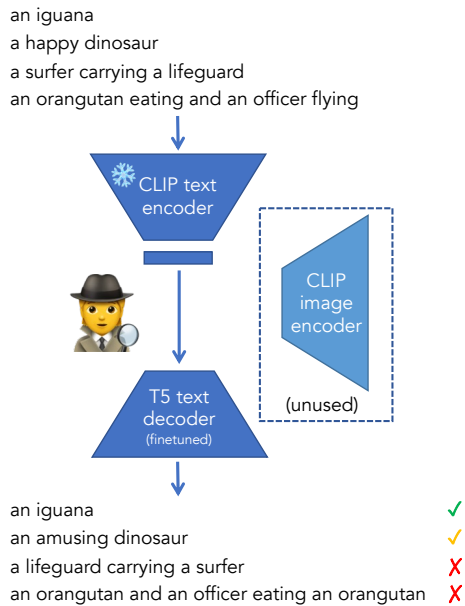 an iguana
a happy dinosaur
a surfer carrying a lifeguard
an orangutan eating and an officer flying
CLIP text
encoder
CLIP
image
encoder
(unused)
T5 text
decoder
(finetuned)
an iguana
an amusing dinosaur
a lifeguard carrying a surfer
an orangutan and an officer eating an orangutan